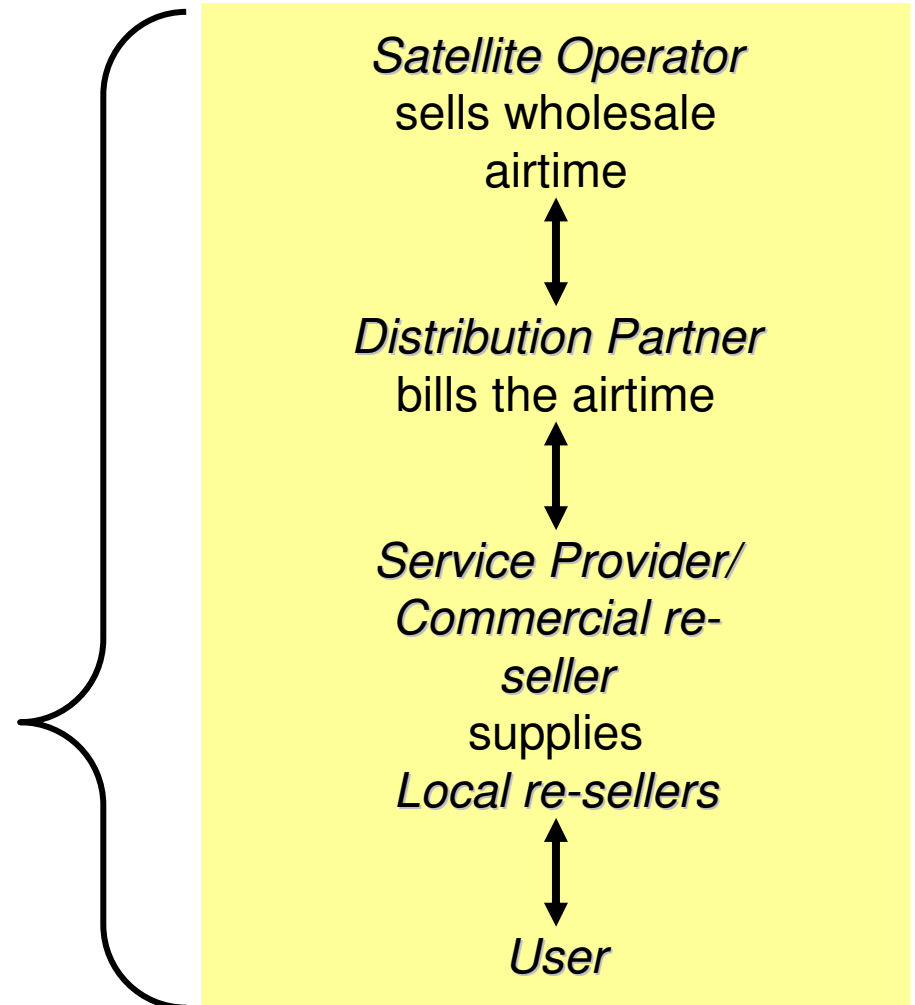 Satellite Operator
sells wholesale
airtime
Distribution Partner
bills the airtime
Service Provider/
Commercial re-
seller
supplies
Local re-sellers
User